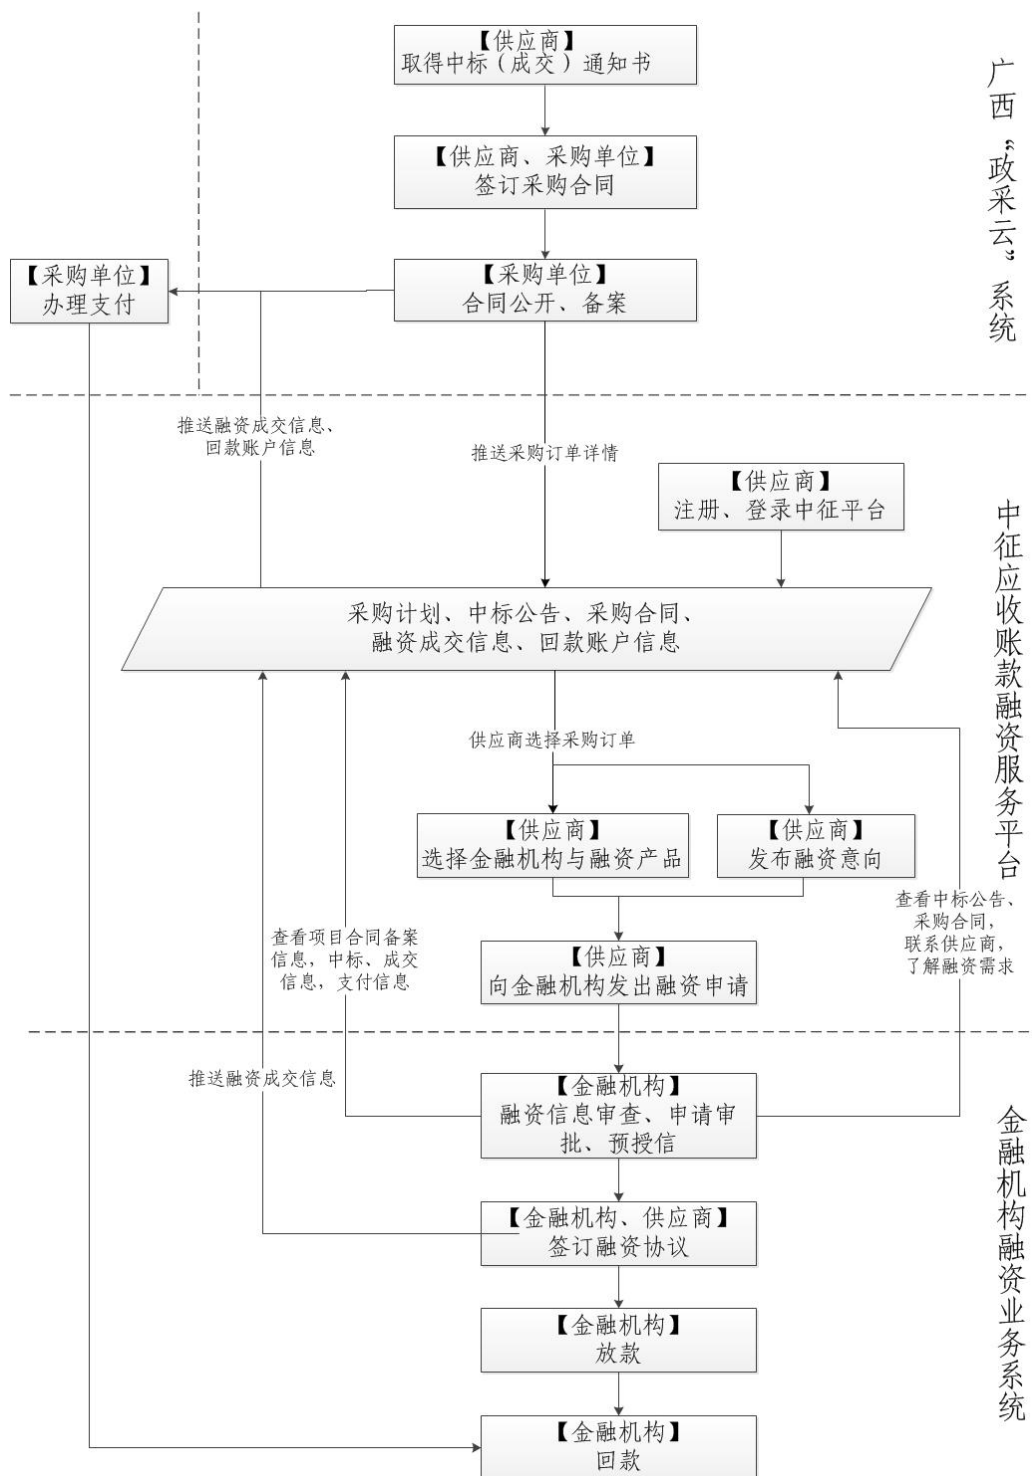 【供应商】
取得中标（成交）通知书
广西“政采云”系统
【供应商、采购单位】
签订采购合同
【采购单位】
办理支付
【采购单位】
合同公开、备案
推送融资成交信息、
回款账户信息
推送采购订单详情
【供应商】
注册、登录中征平台
中征应收账款融资服务平台
采购计划、中标公告、采购合同、
融资成交信息、回款账户信息
供应商选择采购订单
【供应商】
选择金融机构与融资产品
【供应商】
发布融资意向
查看中标公告、
采购合同，
联系供应商，
了解融资需求
查看项目合同备案
信息，中标、成交
信息，支付信息
【供应商】
向金融机构发出融资申请
推送融资成交信息
【金融机构】
融资信息审查、申请审
批、预授信
金融机构融资业务系统
【金融机构、供应商】
签订融资协议
【金融机构】
放款
【金融机构】
回款